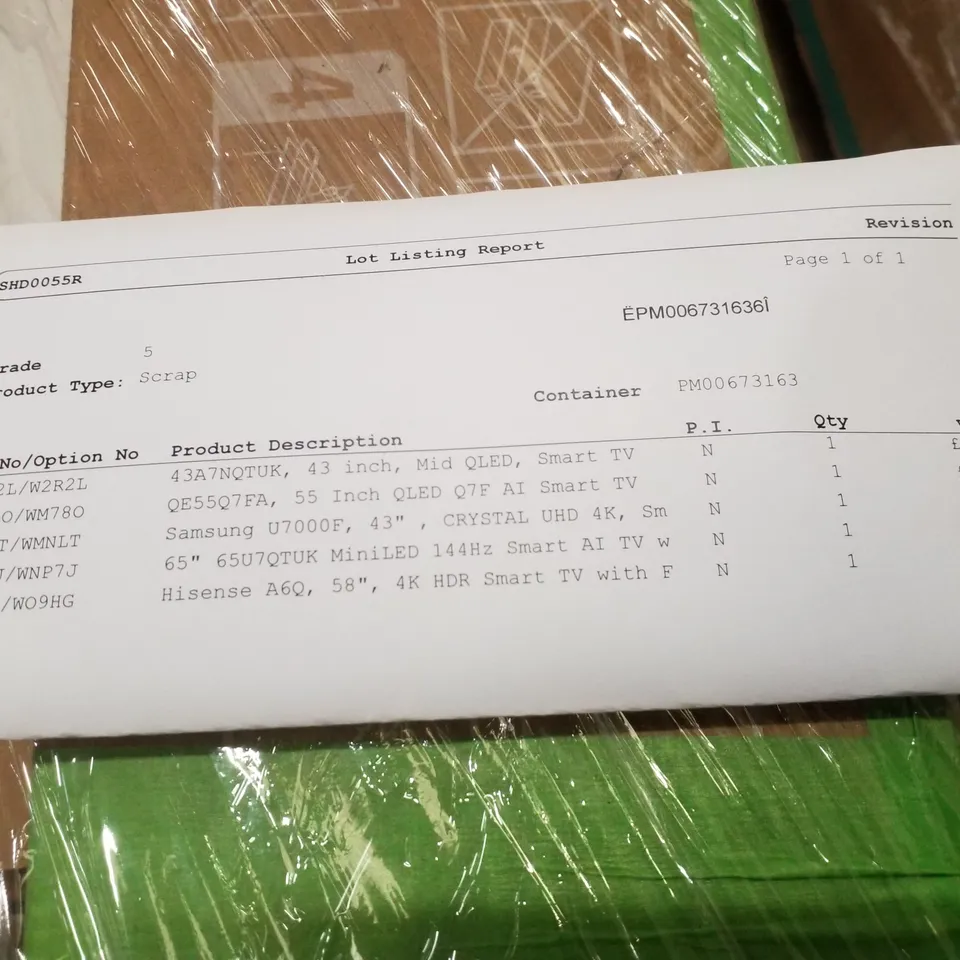 SHD0055R Lot Listing Report Revision
Page 1 of 1
ËPM006731636Î
rade 5
roduct Type: Scrap
Container PM00673163
No/Option No Product Description P.I. Qty
2L/W2R2L 43A7NQTUK, 43 inch, Mid QLED, Smart TV N 1 £
O/WM78O QE55Q7FA, 55 Inch QLED Q7F AI Smart TV N 1
T/WMNLT Samsung U7000F, 43" , CRYSTAL UHD 4K, Sm N 1
/WNP7J 65" 65U7QTUK MiniLED 144Hz Smart AI TV w N 1
/WO9HG Hisense A6Q, 58", 4K HDR Smart TV with F N 1
4